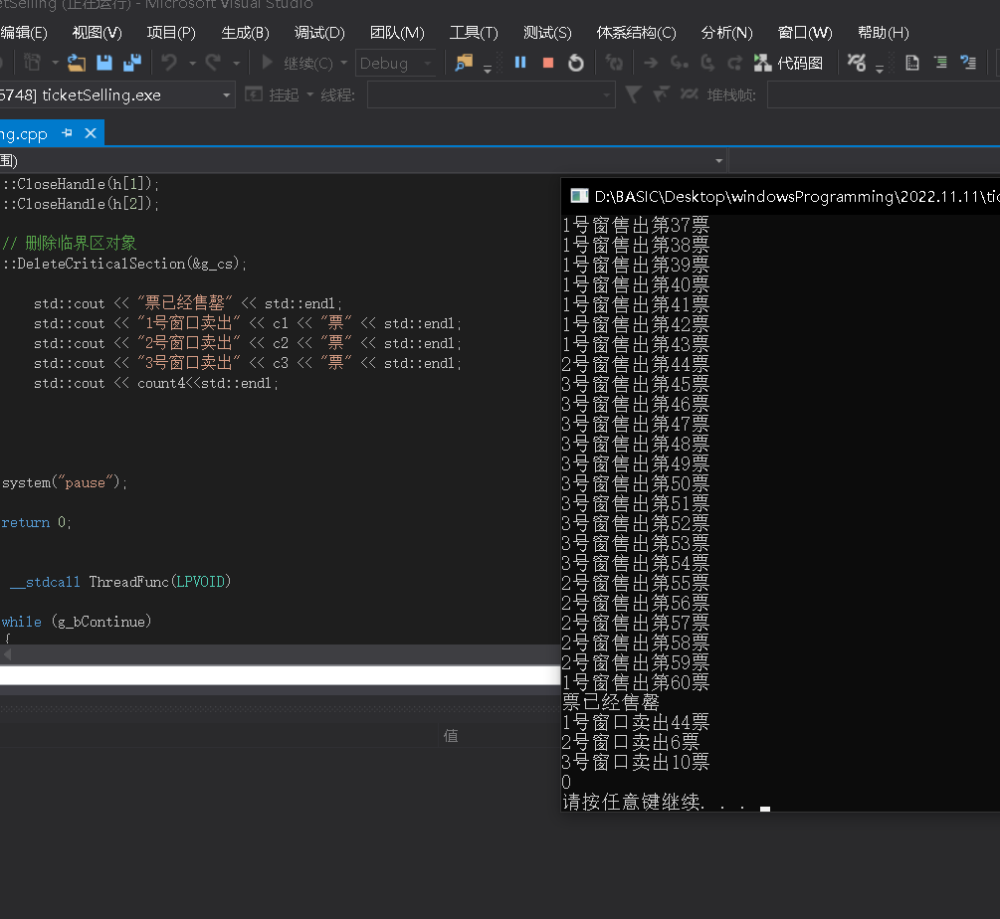 etSelling (正在运行) - Microsoft Visual Studio
编辑(E) 视图(V) 项目(P) 生成(B) 调试(D) 团队(M) 工具(T) 测试(S) 体系结构(C) 分析(N) 窗口(W) 帮助(H)
继续(C) Debug 代码图
5748] ticketSelling.exe 挂起 线程: 堆栈帧:
ng.cpp
围)
::CloseHandle(h[1]);
::CloseHandle(h[2]);
// 删除临界区对象
::DeleteCriticalSection(&g_cs);
std::cout << "票已经售罄" << std::endl;
std::cout << "1号窗口卖出" << c1 << "票" << std::endl;
std::cout << "2号窗口卖出" << c2 << "票" << std::endl;
std::cout << "3号窗口卖出" << c3 << "票" << std::endl;
std::cout << count4<<std::endl;
system("pause");
return 0;
__stdcall ThreadFunc(LPVOID)
while (g_bContinue)
{
值
D:\BASIC\Desktop\windowsProgramming\2022.11.11\tic
1号窗售出第37票
1号窗售出第38票
1号窗售出第39票
1号窗售出第40票
1号窗售出第41票
1号窗售出第42票
1号窗售出第43票
2号窗售出第44票
3号窗售出第45票
3号窗售出第46票
3号窗售出第47票
3号窗售出第48票
3号窗售出第49票
3号窗售出第50票
3号窗售出第51票
3号窗售出第52票
3号窗售出第53票
3号窗售出第54票
2号窗售出第55票
2号窗售出第56票
2号窗售出第57票
2号窗售出第58票
2号窗售出第59票
1号窗售出第60票
票已经售罄
1号窗口卖出44票
2号窗口卖出6票
3号窗口卖出10票
0
请按任意键继续. . .